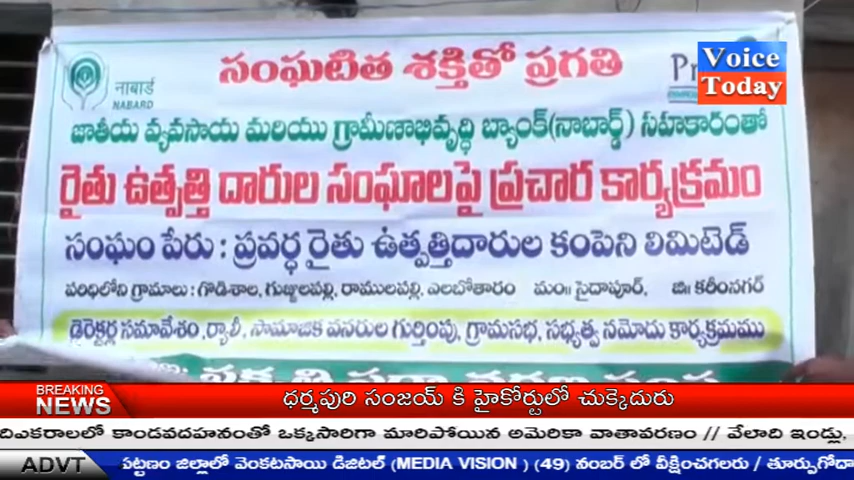 సంఘటిత శక్తితో ప్రగతి
Pr
Voice
Today
नाबार्ड
NABARD
జాతీయ వ్యవసాయ మరియు గ్రామీణాభివృద్ధి బ్యాంక్(నాబార్డ్) సహకారంతో
రైతు ఉత్పత్తి దారుల సంఘాలపై ప్రచార కార్యక్రమం
సంఘం పేరు : ప్రవర్ధ రైతు ఉత్పత్తిదారుల కంపెని లిమిటెడ్
పరిధిలోని గ్రామాలు : గొడిశాల, గుజ్జులపల్లి, రాములపల్లి, ఎలబోతారం మం॥ సైదాపూర్, జి॥ కరీంనగర్
డైరెక్టర్ల సమావేశం,ర్యాలీ, సామాజిక వనరుల గుర్తింపు, గ్రామసభ, సభ్యత్వ నమోదు కార్యక్రమము
BREAKING
NEWS
ధర్మపురి సంజయ్ కి హైకోర్టులో చుక్కెదురు
దిఎకరాలలో కాండవదహనంతో ఒక్కసారిగా మారిపోయిన అమెరికా వాతావరణం // వేలాది ఇండ్లు,
ADVT
పట్టణం జిల్లాలో వెంకటసాయి డిజిటల్ (MEDIA VISION ) (49) నంబర్ లో వీక్షించగలరు / తూర్పుగోదా